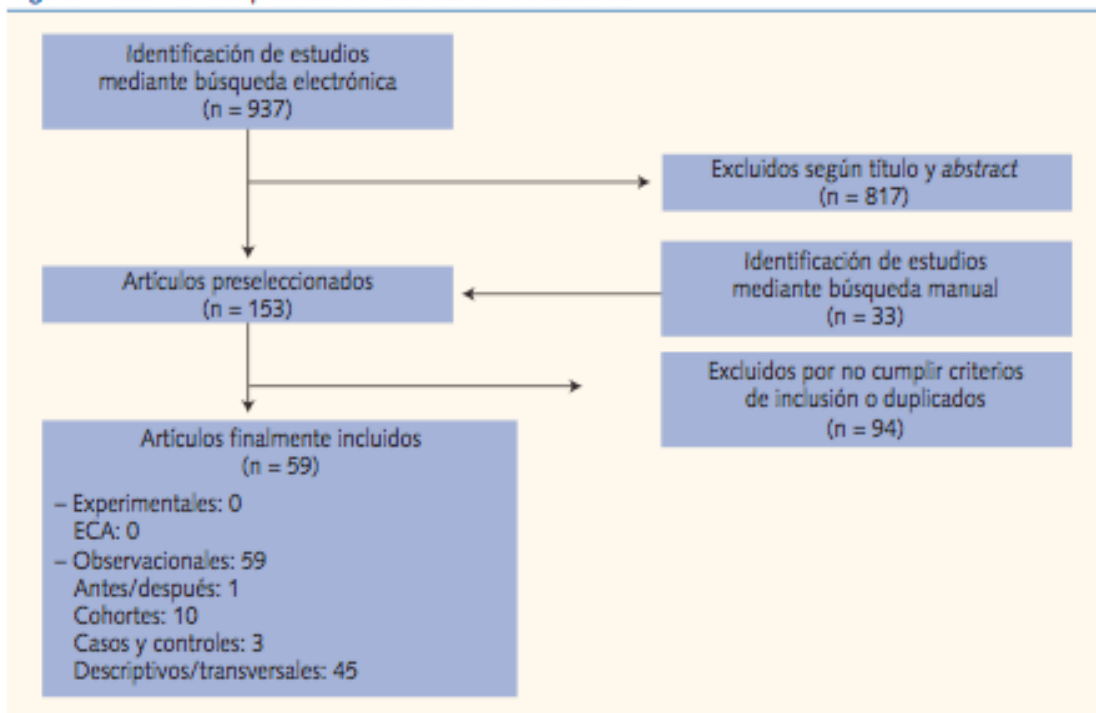 Identificación de estudios
mediante búsqueda electrónica
(n = 937)
Excluidos según título y abstract
(n = 817)
Artículos preseleccionados
(n = 153)
Identificación de estudios
mediante búsqueda manual
(n = 33)
Excluidos por no cumplir criterios
de inclusión o duplicados
(n = 94)
Artículos finalmente incluidos
(n = 59)
– Experimentales: 0
ECA: 0
– Observacionales: 59
Antes/después: 1
Cohortes: 10
Casos y controles: 3
Descriptivos/transversales: 45